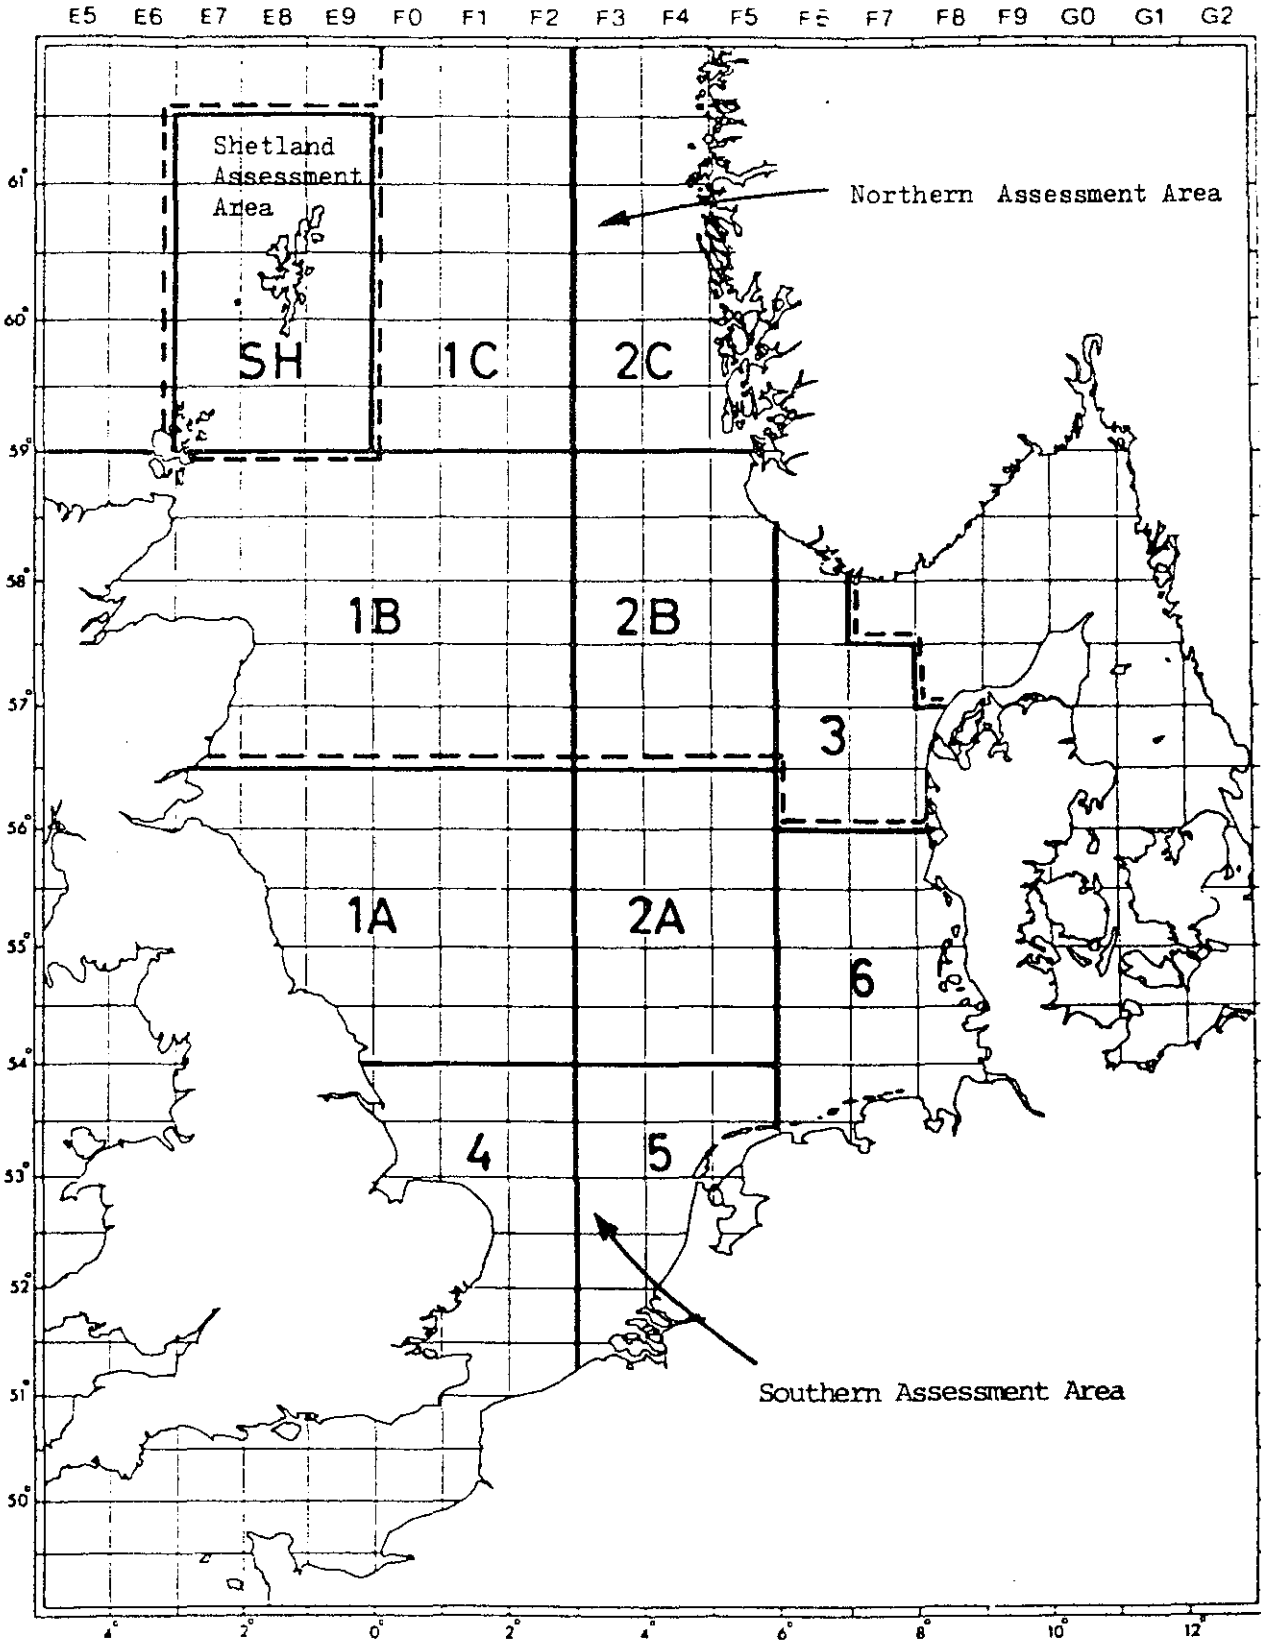 E5 E6 E7 E8 E9 F0 F1 F2 F3 F4 F5 F6 F7 F8 F9 G0 G1 G2
Shetland
Assessment
Area
61°
Northern Assessment Area
60°
SH 1C 2C
59°
58°
1B 2B
57°
3
56°
1A 2A
55°
6
54°
4 5
53°
52°
Southern Assessment Area
51°
50°
4° 2° 0° 2° 4° 6° 8° 10° 12°